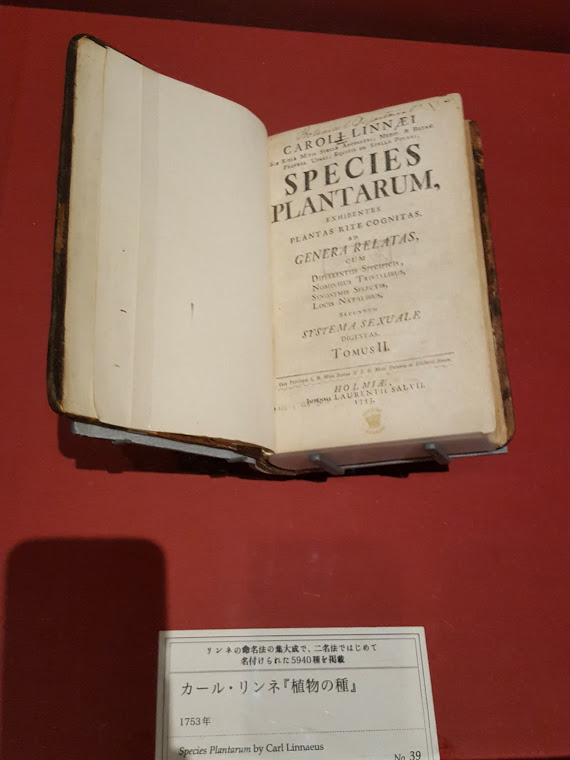 CAROLI LINNÆI
SPECIES
PLANTARUM,
EXHIBENTES
PLANTAS RITE COGNITAS,
AD
GENERA RELATAS,
CUM
DIFFERENTIIS SPECIFICIS,
NOMINIBUS TRIVIALIBUS,
SYNONYMIS SELECTIS,
LOCIS NATALIBUS,
SECUNDUM
SYSTEMA SEXUALE
DIGESTAS.
TOMUS II.
HOLMIÆ,
IMPENSIS LAURENTII SALVII.
1753.
リンネの命名法の集大成で、二名法ではじめて
名付けられた5940種を掲載
カール・リンネ『植物の種』
1753年
Species Plantarum by Carl Linnaeus
No. 39